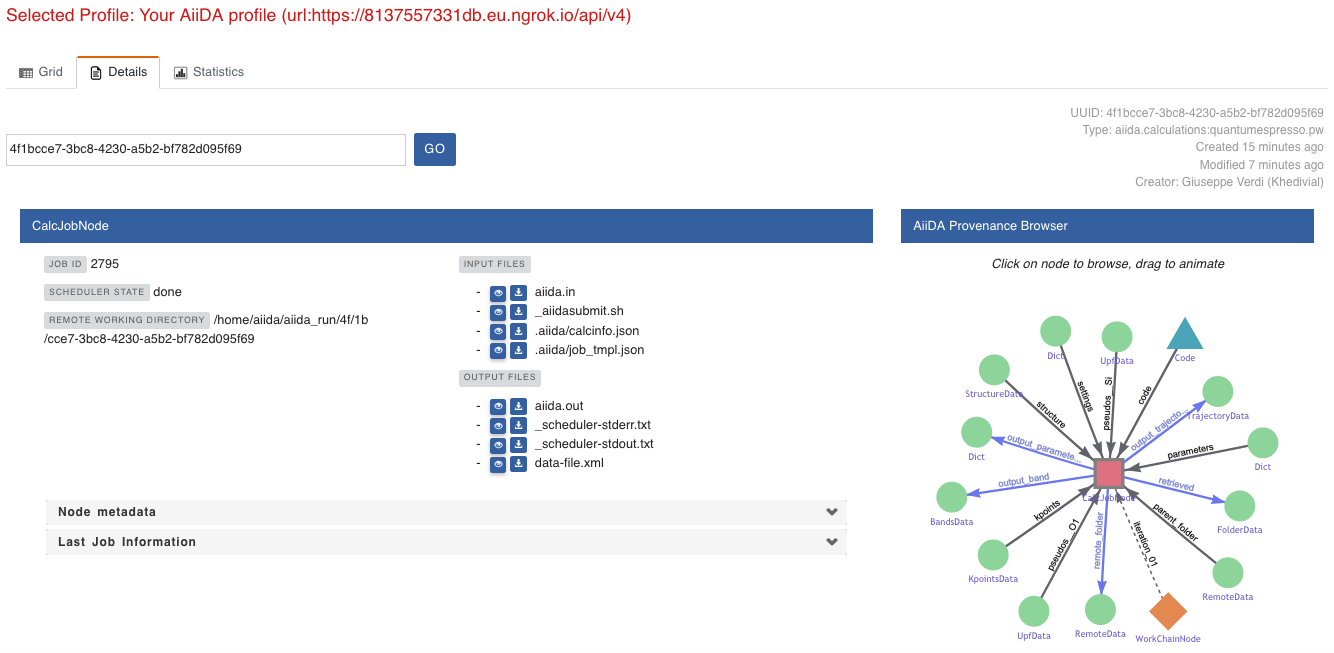 Selected Profile: Your AiiDA profile (url:https://8137557331db.eu.ngrok.io/api/v4)
Grid
Details
Statistics
UUID: 4f1bcce7-3bc8-4230-a5b2-bf782d095f69
Type: aiida.calculations:quantumespresso.pw
Created 15 minutes ago
Modified 7 minutes ago
Creator: Giuseppe Verdi (Khedivial)
4f1bcce7-3bc8-4230-a5b2-bf782d095f69
GO
CalcJobNode
JOB ID 2795
SCHEDULER STATE done
REMOTE WORKING DIRECTORY /home/aiida/aiida_run/4f/1b
/cce7-3bc8-4230-a5b2-bf782d095f69
INPUT FILES
- aiida.in
- _aiidasubmit.sh
- .aiida/calcinfo.json
- .aiida/job_tmpl.json
OUTPUT FILES
- aiida.out
- _scheduler-stderr.txt
- _scheduler-stdout.txt
- data-file.xml
Node metadata
Last Job Information
AiiDA Provenance Browser
Click on node to browse, drag to animate
Dict
UpfData
Code
StructureData
settings
pseudos__Si
code
TrajectoryData
structure
output_trajecto...
Dict
output_paramete...
parameters
Dict
BandsData
output_band
CalcJobNode
retrieved
FolderData
kpoints
KpointsData
pseudos__O1
remote_folder
iteration_01
parent_folder
RemoteData
UpfData
RemoteData
WorkChainNode